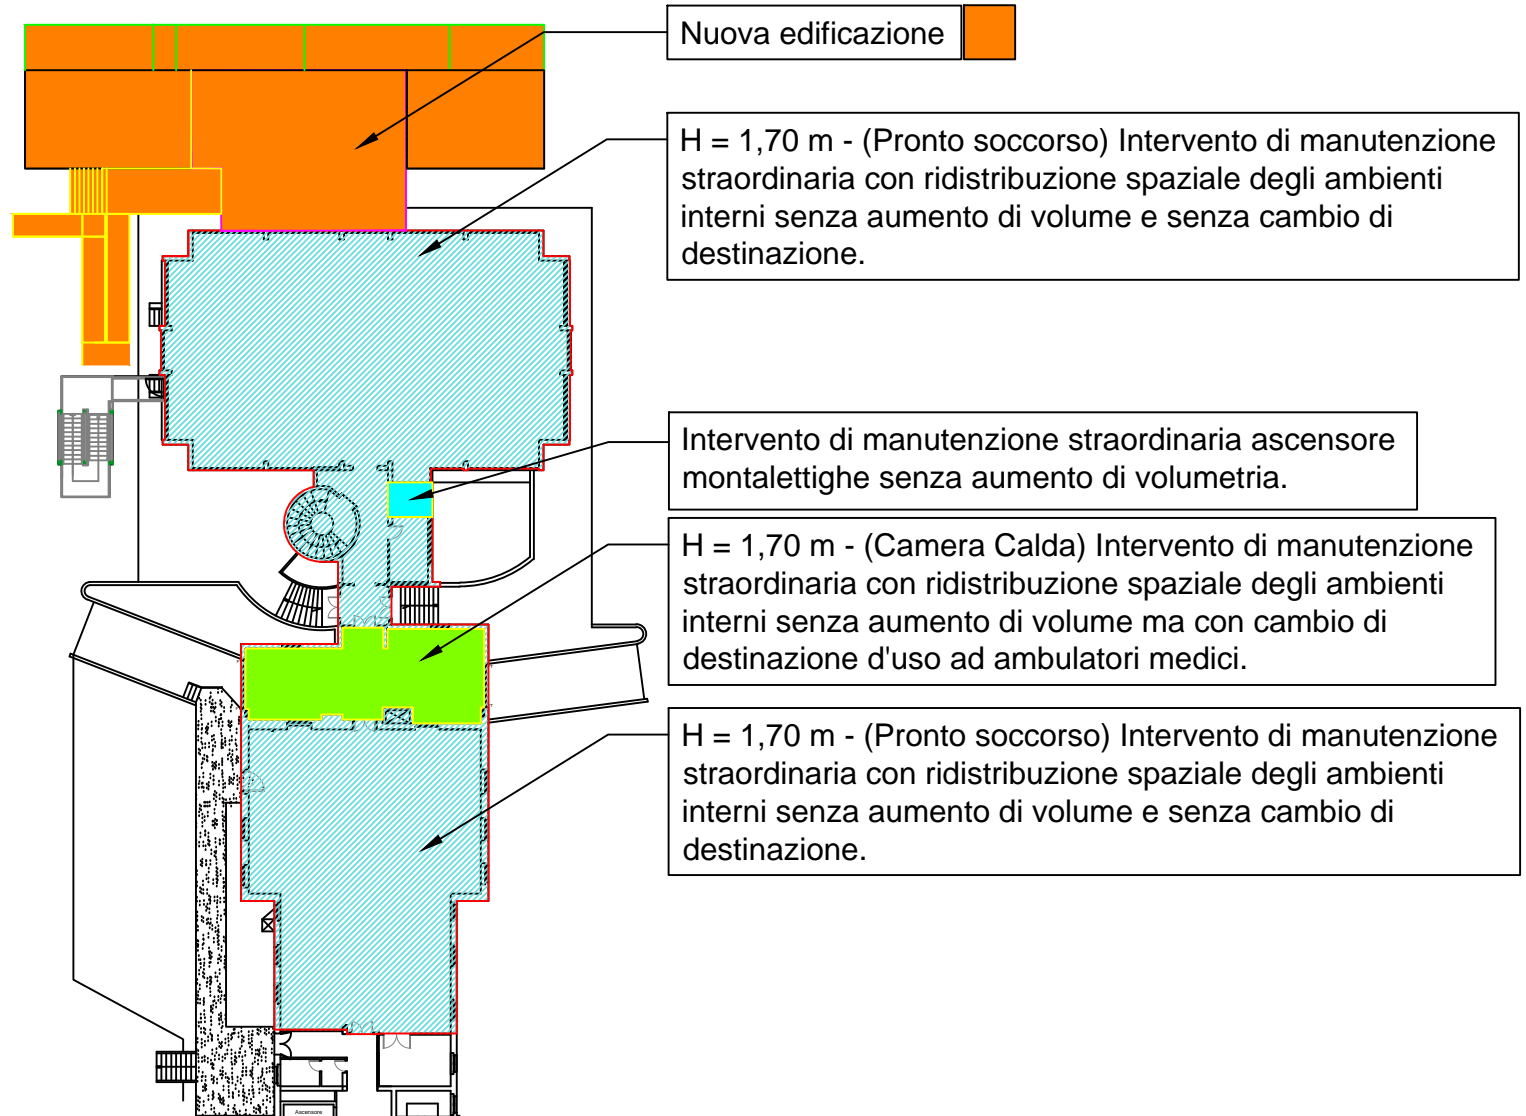 Nuova edificazione
H = 1,70 m - (Pronto soccorso) Intervento di manutenzione
straordinaria con ridistribuzione spaziale degli ambienti
interni senza aumento di volume e senza cambio di
destinazione.
Intervento di manutenzione straordinaria ascensore
montalettighe senza aumento di volumetria.
H = 1,70 m - (Camera Calda) Intervento di manutenzione
straordinaria con ridistribuzione spaziale degli ambienti
interni senza aumento di volume ma con cambio di
destinazione d'uso ad ambulatori medici.
H = 1,70 m - (Pronto soccorso) Intervento di manutenzione
straordinaria con ridistribuzione spaziale degli ambienti
interni senza aumento di volume e senza cambio di
destinazione.
Ascensore